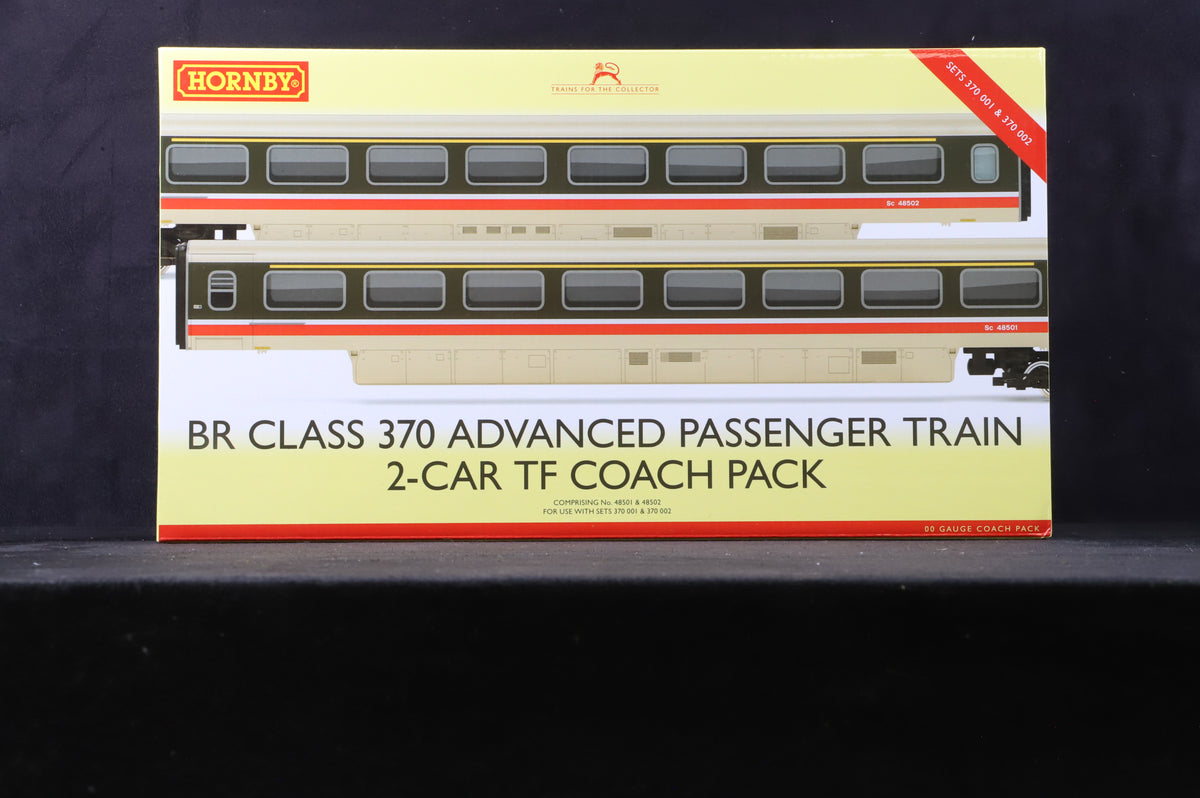 HORNBY®
TRAINS FOR THE COLLECTOR
SETS 370 001 & 370 002
Sc 48502
Sc 48501
BR CLASS 370 ADVANCED PASSENGER TRAIN
2-CAR TF COACH PACK
COMPRISING No. 48501 & 48502
FOR USE WITH SETS 370 001 & 370 002
00 GAUGE COACH PACK